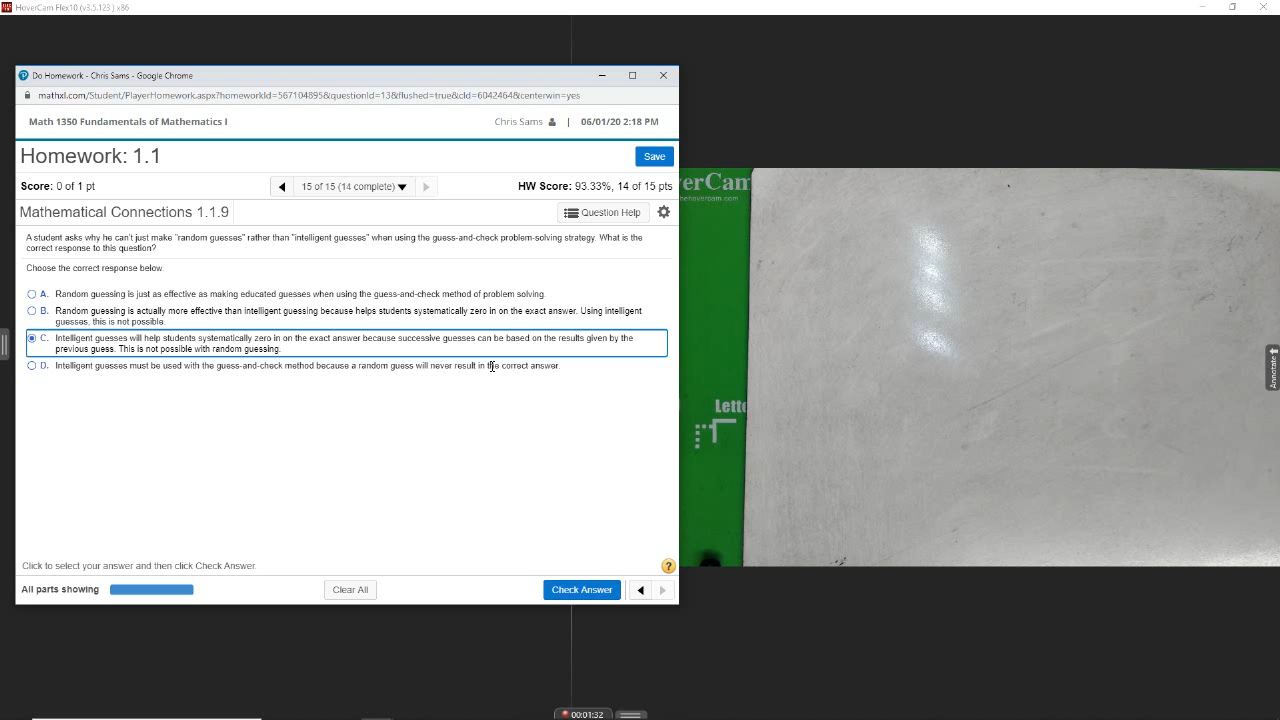 HoverCam Flex10 (v3.5.123) x86
Do Homework - Chris Sams - Google Chrome
mathxl.com/Student/PlayerHomework.aspx?homeworkId=567104895&questionId=13&flushed=true&cld=6042464&centerwin=yes
Math 1350 Fundamentals of Mathematics I
Chris Sams | 06/01/20 2:18 PM
Homework: 1.1
Save
Score: 0 of 1 pt
15 of 15 (14 complete)
HW Score: 93.33%, 14 of 15 pts
Mathematical Connections 1.1.9
Question Help
A student asks why he can't just make "random guesses" rather than "intelligent guesses" when using the guess-and-check problem-solving strategy. What is the
correct response to this question?
Choose the correct response below.
A. Random guessing is just as effective as making educated guesses when using the guess-and-check method of problem solving.
B. Random guessing is actually more effective than intelligent guessing because helps students systematically zero in on the exact answer. Using intelligent
guesses, this is not possible.
C. Intelligent guesses will help students systematically zero in on the exact answer because successive guesses can be based on the results given by the
previous guess. This is not possible with random guessing.
D. Intelligent guesses must be used with the guess-and-check method because a random guess will never result in the correct answer.
Click to select your answer and then click Check Answer.
?
All parts showing
Clear All
Check Answer
erCam
Lette
Annotate
00:01:32